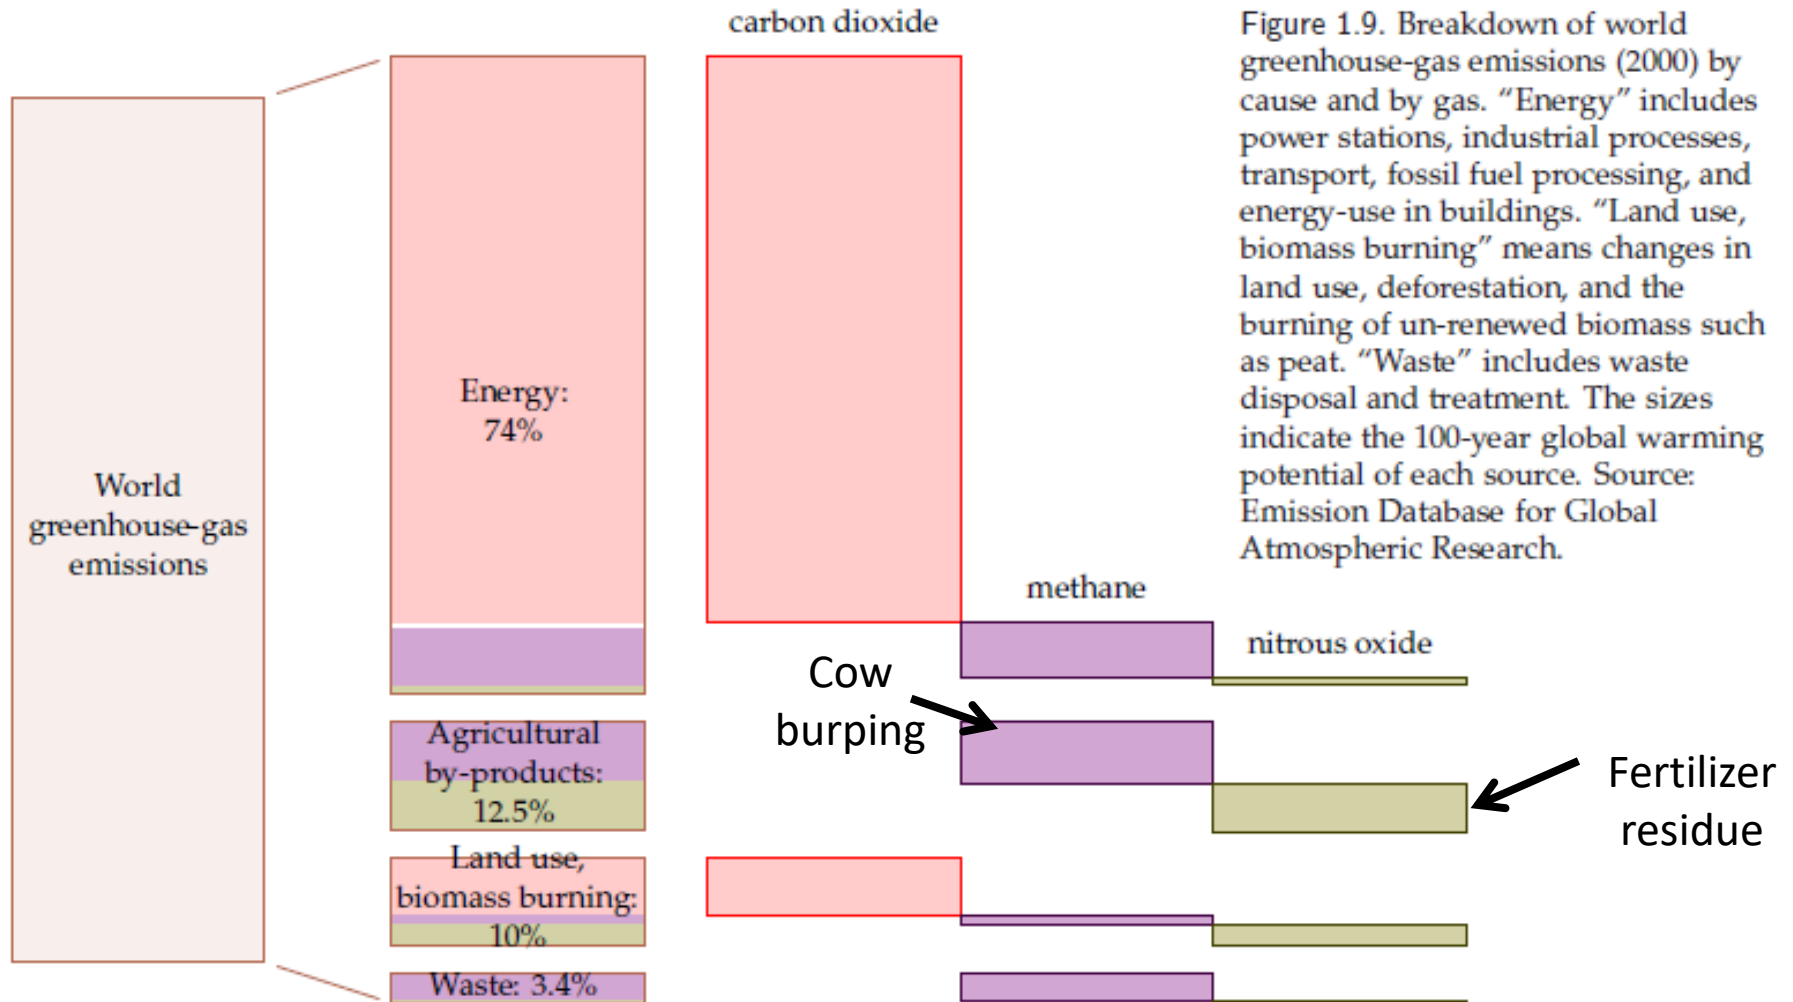 carbon dioxide
Figure 1.9. Breakdown of world
greenhouse-gas emissions (2000) by
cause and by gas. “Energy” includes
power stations, industrial processes,
transport, fossil fuel processing, and
energy-use in buildings. “Land use,
biomass burning” means changes in
land use, deforestation, and the
burning of un-renewed biomass such
as peat. “Waste” includes waste
disposal and treatment. The sizes
indicate the 100-year global warming
potential of each source. Source:
Emission Database for Global
Atmospheric Research.
World
greenhouse-gas
emissions
Energy:
74%
methane
nitrous oxide
Cow
burping
Agricultural
by-products:
12.5%
Fertilizer
residue
Land use,
biomass burning:
10%
Waste: 3.4%